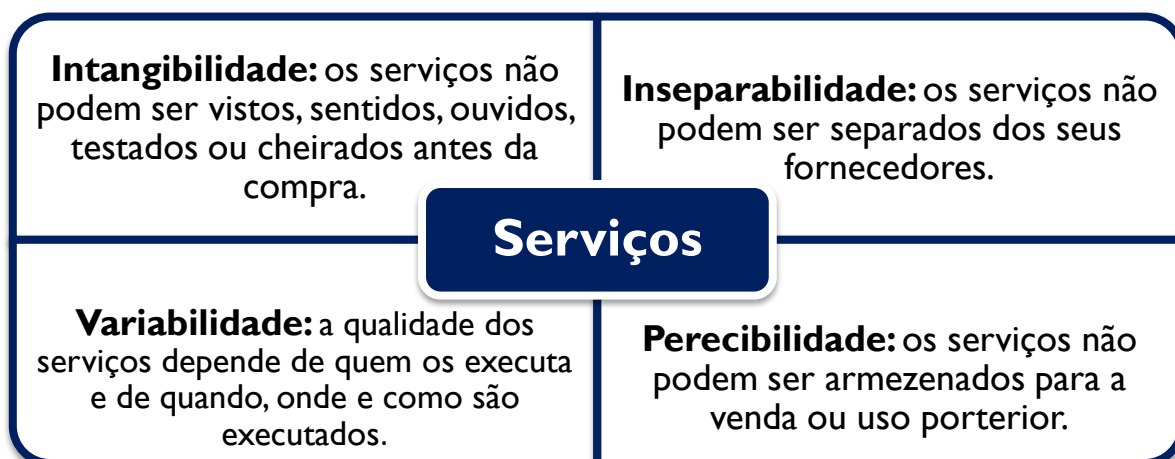 Intangibilidade: os serviços não
podem ser vistos, sentidos, ouvidos,
testados ou cheirados antes da
compra.
Inseparabilidade: os serviços não
podem ser separados dos seus
fornecedores.
Serviços
Variabilidade: a qualidade dos
serviços depende de quem os executa
e de quando, onde e como são
executados.
Perecibilidade: os serviços não
podem ser armezenados para a
venda ou uso porterior.